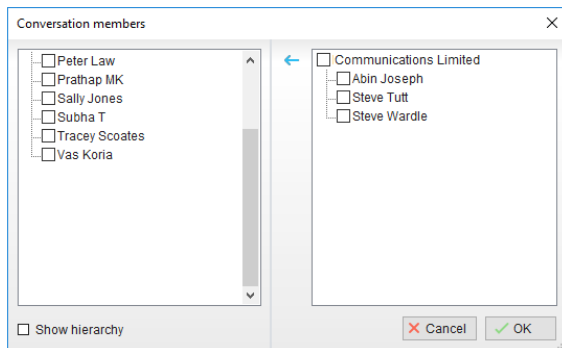 Conversation members
Peter Law
Prathap MK
Sally Jones
Subha T
Tracey Scoates
Vas Koria
Show hierarchy
Communications Limited
Abin Joseph
Steve Tutt
Steve Wardle
Cancel
OK